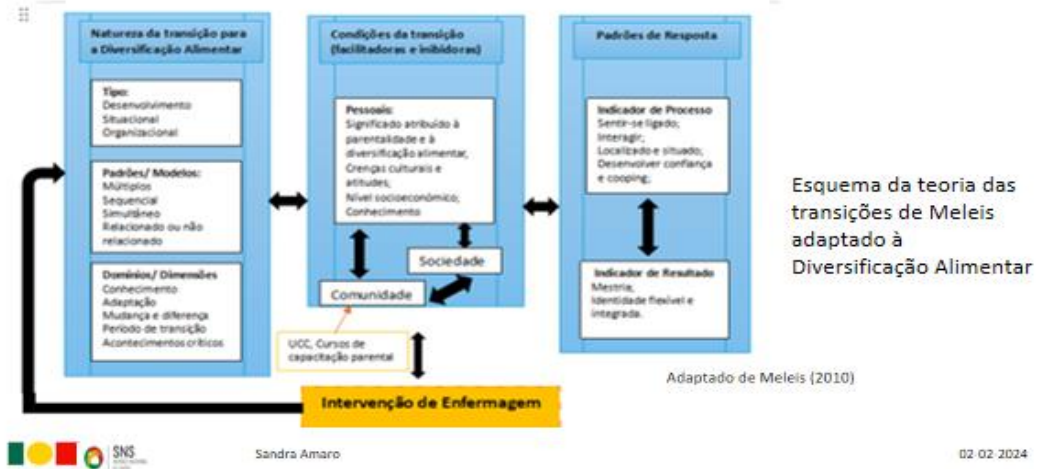 Natureza da transição para
a Diversificação Alimentar
Tipo:
Desenvolvimento
Situacional
Organizacional
Padrões/ Modelos:
Múltiplos
Sequencial
Simultâneo
Relacionado ou não
relacionado
Domínios/ Dimensões
Conhecimento
Adaptação
Mudança e diferença
Período de transição
Acontecimentos críticos
Condições da transição
(facilitadoras e inibidoras)
Pessoais:
Significado atribuído à
parentalidade e à
diversificação alimentar,
Crenças culturais e
atitudes;
Nível socioeconómico;
Conhecimento
Sociedade
Comunidade
UCC, Cursos de
capacitação parental
Intervenção de Enfermagem
Padrões de Resposta
Indicador de Processo
Sentir-se ligado;
Interagir;
Localizado e situado;
Desenvolver confiança
e cooping;
Indicador de Resultado
Mestria;
Identidade flexível e
integrada.
Esquema da teoria das
transições de Meleis
adaptado à
Diversificação Alimentar
Adaptado de Meleis (2010)
SNS
Sandra Amaro
02-02-2024